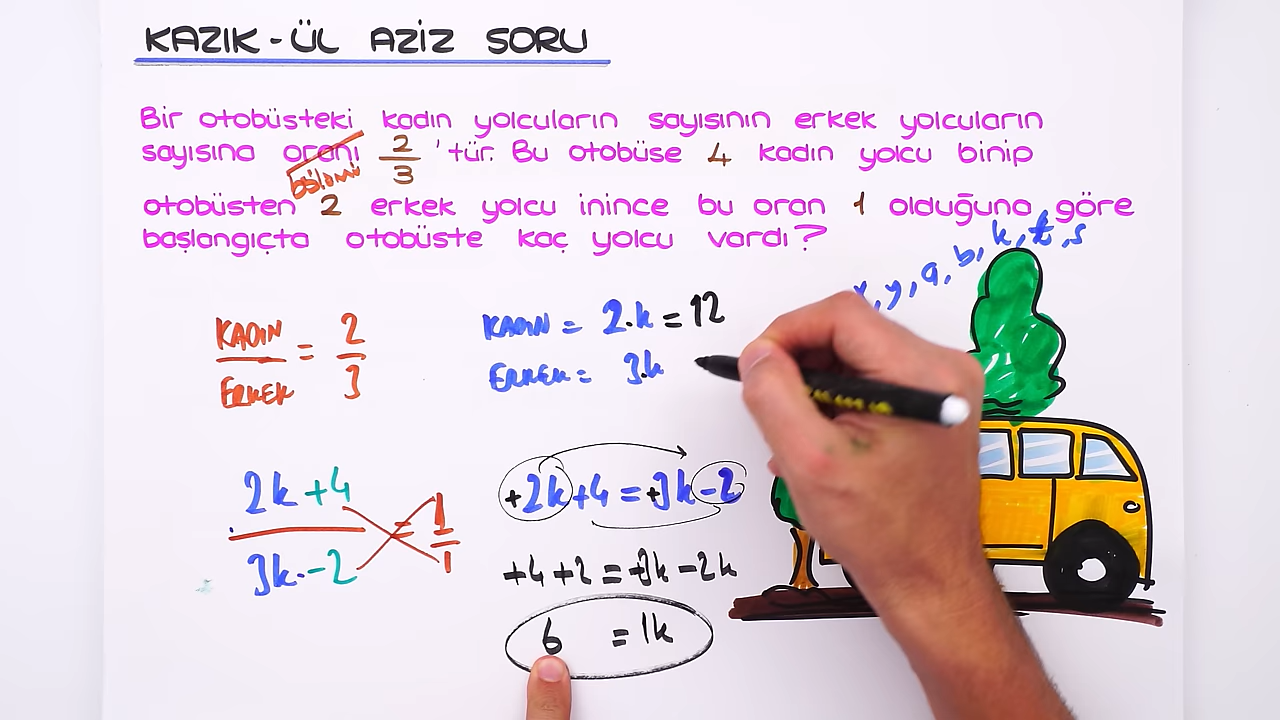 KAZIK-ÜL AZİZ SORU
Bir otobüsteki kadın yolcuların sayısının erkek yolcuların
sayısına oranı 2/3 'tür. Bu otobüse 4 kadın yolcu binip
bölümü
otobüsten 2 erkek yolcu inince bu oran 1 olduğuna göre
başlangıçta otobüste kaç yolcu vardı?
y, a, b, k, t, s
KADIN/ERKEK = 2/3
KADIN = 2.k = 12
ERKEK = 3.k
2k+4/3k-2 = 1/1
+2k+4=+3k-2
+4+2=+3k-2k
6 = 1k